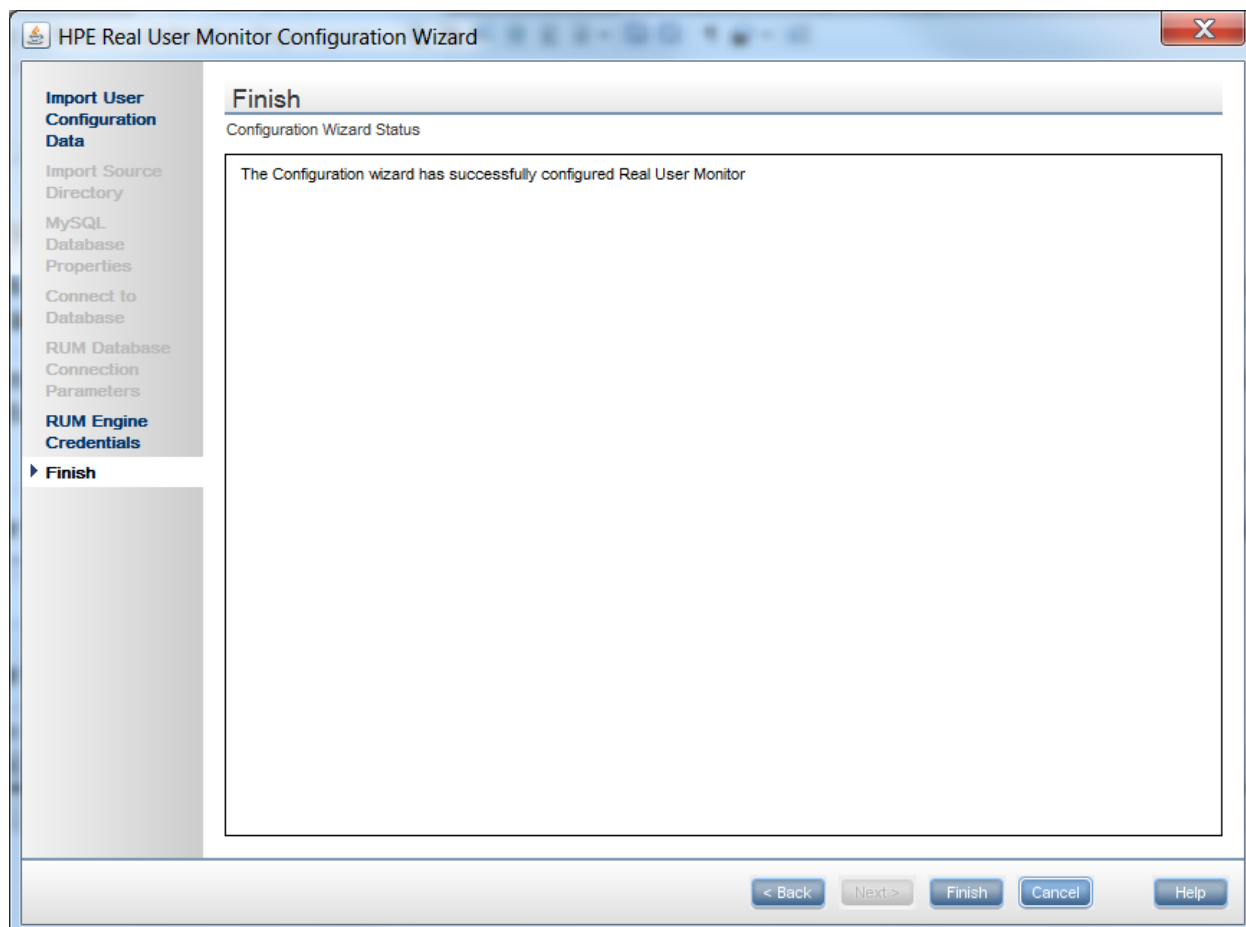 HPE Real User Monitor Configuration Wizard
X
Import User
Configuration
Data
Import Source
Directory
MySQL
Database
Properties
Connect to
Database
RUM Database
Connection
Parameters
RUM Engine
Credentials
Finish
Finish
Configuration Wizard Status
The Configuration wizard has successfully configured Real User Monitor
< Back Next > Finish Cancel Help